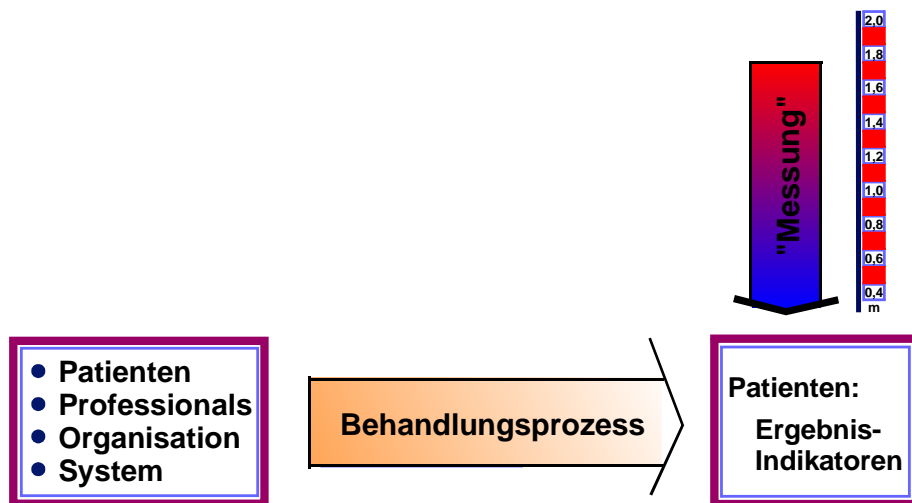 2,0
1,8
1,6
1,4
1,2
1,0
0,8
0,6
0,4
m
"Messung"
Patienten
Professionals
Organisation
System
Behandlungsprozess
Patienten:
Ergebnis-
Indikatoren